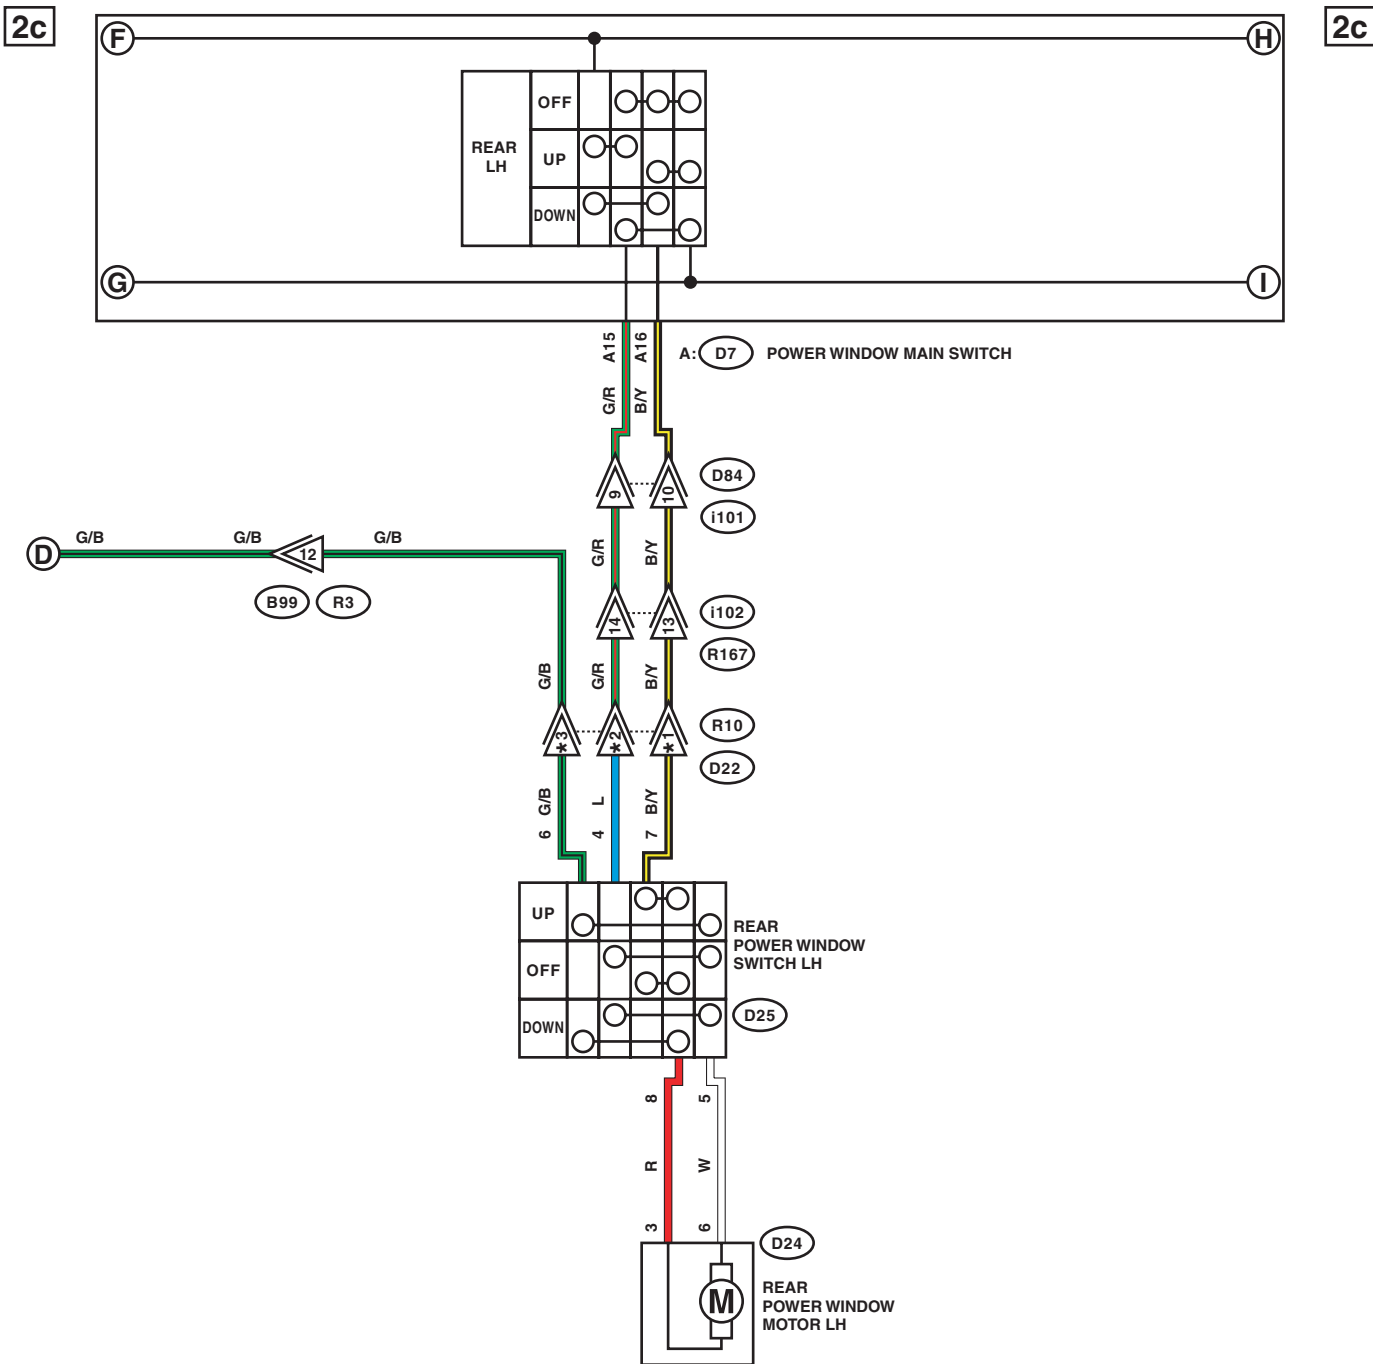 2c
2c
F
H
REAR
LH
OFF
UP
DOWN
G
I
A15
A16
A: D7 POWER WINDOW MAIN SWITCH
G/R
B/Y
9
10
D84
i101
D
G/B
G/B
12
G/B
B99
R3
G/R
B/Y
14
13
i102
R167
G/B
G/R
B/Y
*3
*2
*1
R10
D22
G/B
L
B/Y
6
4
7
UP
OFF
DOWN
REAR
POWER WINDOW
SWITCH LH
D25
8
5
R
W
3
6
D24
M
REAR
POWER WINDOW
MOTOR LH